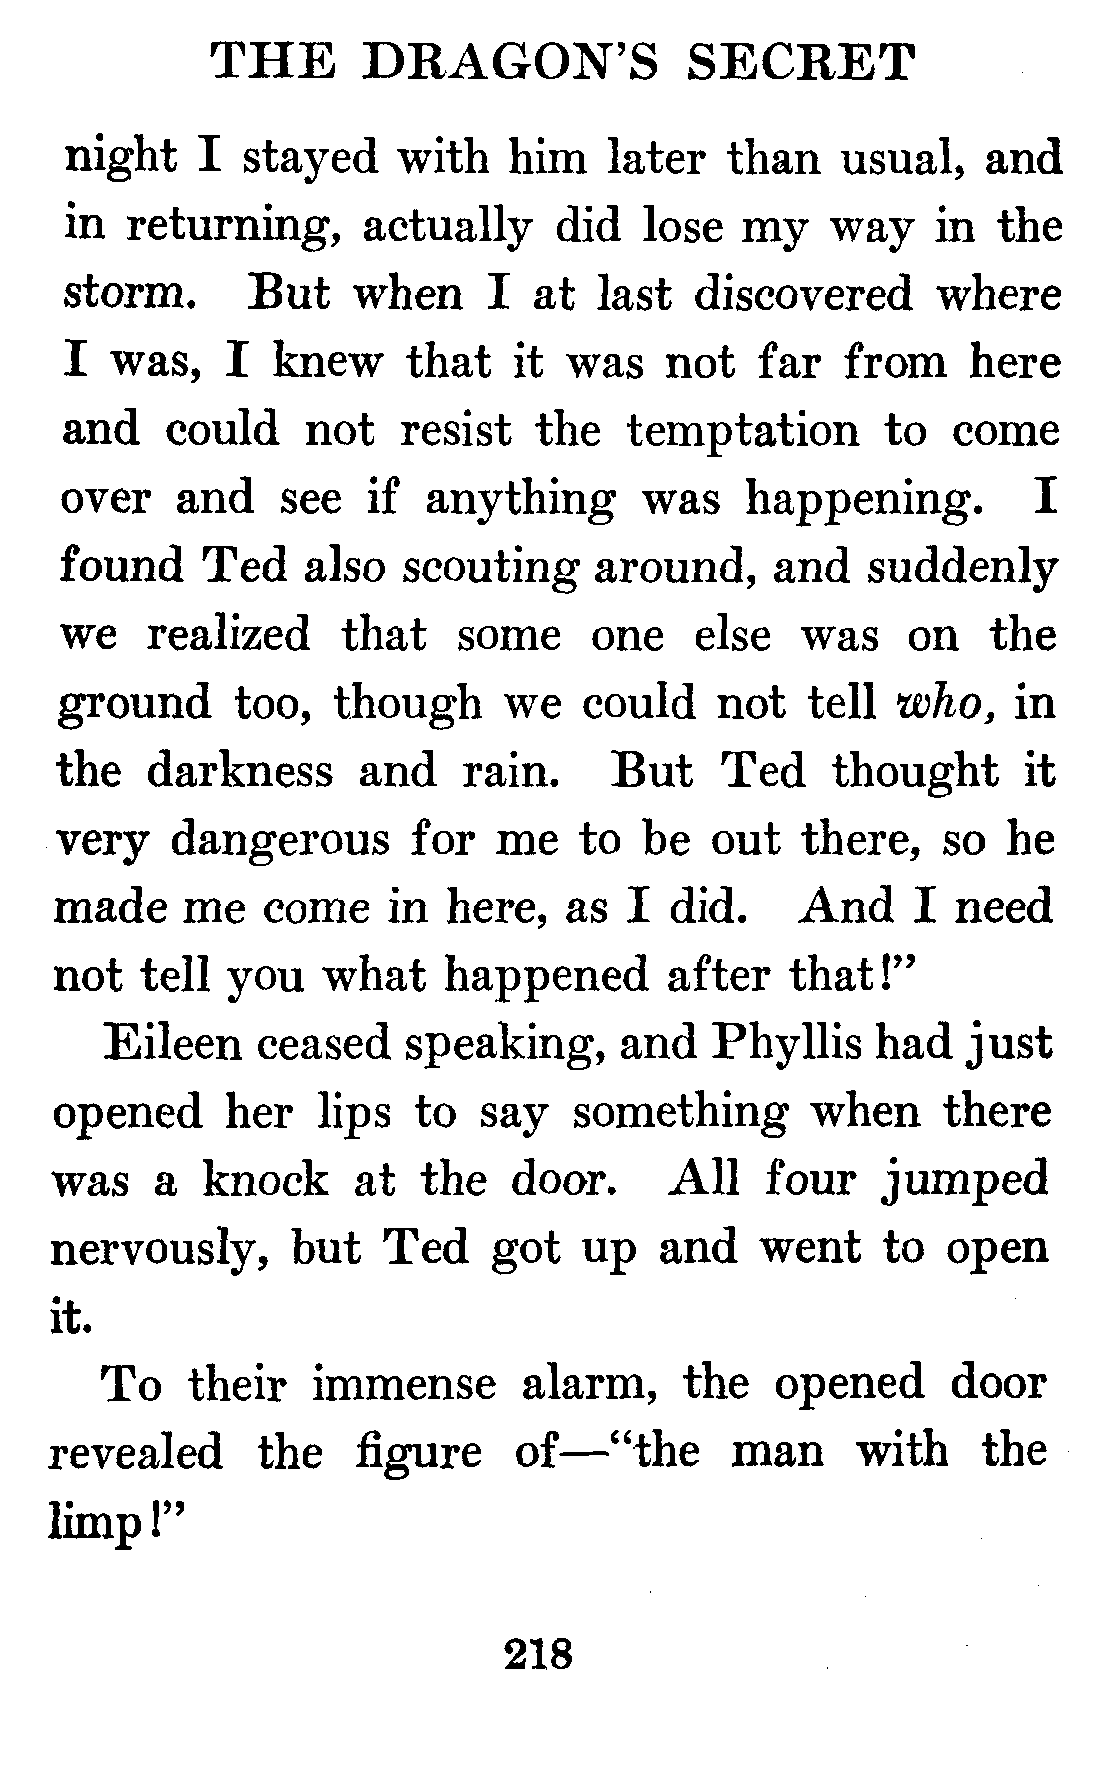 THE DRAGON'S SECRET
night I stayed with him later than usual, and
in returning, actually did lose my way in the
storm. But when I at last discovered where
I was, I knew that it was not far from here
and could not resist the temptation to come
over and see if anything was happening. I
found Ted also scouting around, and suddenly
we realized that some one else was on the
ground too, though we could not tell who, in
the darkness and rain. But Ted thought it
very dangerous for me to be out there, so he
made me come in here, as I did. And I need
not tell you what happened after that!”
Eileen ceased speaking, and Phyllis had just
opened her lips to say something when there
was a knock at the door. All four jumped
nervously, but Ted got up and went to open
it.
To their immense alarm, the opened door
revealed the figure of—“the man with the
limp!”
218